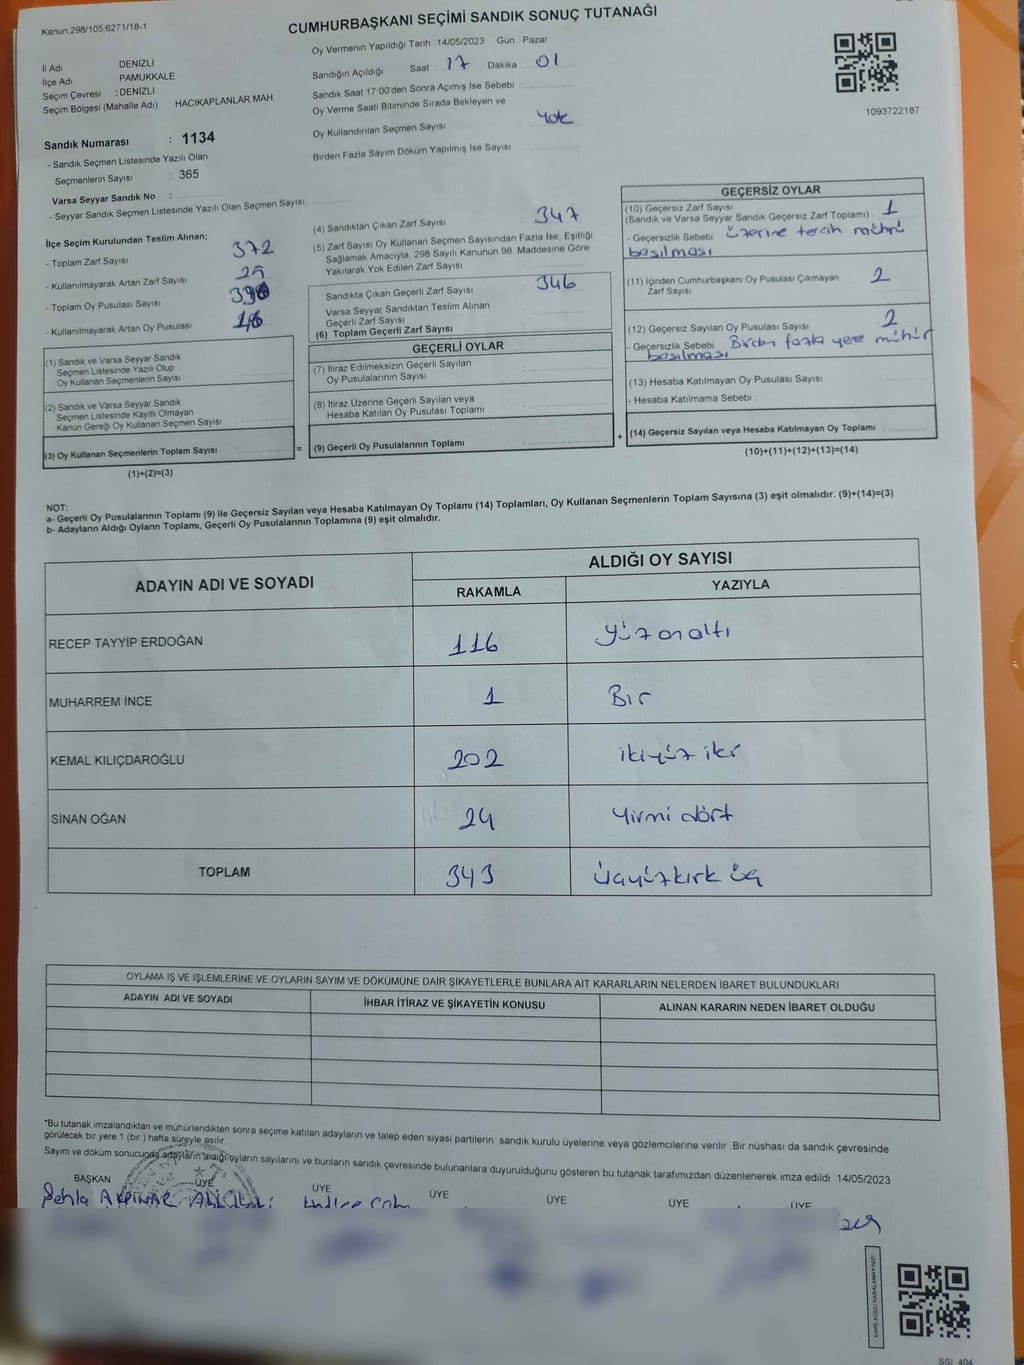 Kanun:298/105;6271/18-1
CUMHURBAŞKANI SEÇİMİ SANDIK SONUÇ TUTANAĞI
Oy Vermenin Yapıldığı Tarih 14/05/2023 Gün Pazar
İl Adı DENİZLİ
İlçe Adı PAMUKKALE
Seçim Çevresi : DENİZLİ
Seçim Bölgesi (Mahalle Adı) : HACIKAPLANLAR MAH
Sandık Numarası : 1134
- Sandık Seçmen Listesinde Yazılı Olan
Seçmenlerin Sayısı : 365
Varsa Seyyar Sandık No :
- Seyyar Sandık Seçmen Listesinde Yazılı Olan Seçmen Sayısı
Sandığın Açıldığı Saat 17 Dakika 01
Sandık Saat 17:00'den Sonra Açımış İse Sebebi
Oy Verme Saati Bitiminde Sırada Bekleyen ve
Oy Kullandırılan Seçmen Sayısı Yok
Birden Fazla Sayım Döküm Yapılmış İse Sayısı
1093722187
İlçe Seçim Kurulundan Teslim Alınan;
- Toplam Zarf Sayısı 372
- Kullanılmayarak Artan Zarf Sayısı 25
- Toplam Oy Pusulası Sayısı
- Kullanılmayarak Artan Oy Pusulası
(1) Sandık ve Varsa Seyyar Sandık
Seçmen Listesinde Yazılı Olup
Oy Kullanan Seçmenlerin Sayısı
(2) Sandık ve Varsa Seyyar Sandık
Seçmen Listesinde Kayıtlı Olmayan
Kanun Gereği Oy Kullanan Seçmen Sayısı
(3) Oy Kullanan Seçmenlerin Toplam Sayısı
(1)+(2)=(3)
(4) Sandıktan Çıkan Zarf Sayısı 347
(5) Zarf Sayısı Oy Kullanan Seçmen Sayısından Fazla İse, Eşitliği
Sağlamak Amacıyla, 298 Sayılı Kanunun 98. Maddesine Göre
Yakılarak Yok Edilen Zarf Sayısı
Sandıkta Çıkan Geçerli Zarf Sayısı 346
Varsa Seyyar Sandıktan Teslim Alınan
Geçerli Zarf Sayısı
(6) Toplam Geçerli Zarf Sayısı
GEÇERLİ OYLAR
(7) İtiraz Edilmeksizin Geçerli Sayılan
Oy Pusulalarının Sayısı
(8) İtiraz Üzerine Geçerli Sayılan veya
Hesaba Katılan Oy Pusulası Toplamı
= (9) Geçerli Oy Pusulalarının Toplamı +
GEÇERSİZ OYLAR
(10) Geçersiz Zarf Sayısı 1
(Sandık ve Varsa Seyyar Sandık Geçersiz Zarf Toplamı)
- Geçersizlik Sebebi üzerine tercih mührü
basılması
(11) İçinden Cumhurbaşkanı Oy Pusulası Çıkmayan 2
Zarf Sayısı
(12) Geçersiz Sayılan Oy Pusulası Sayısı 2
- Geçersizlik Sebebi Birden fazla yere mühür
basılması
(13) Hesaba Katılmayan Oy Pusulası Sayısı
- Hesaba Katılmama Sebebi
(14) Geçersiz Sayılan veya Hesaba Katılmayan Oy Toplamı
(10)+(11)+(12)+(13)=(14)
NOT:
a- Geçerli Oy Pusulalarının Toplamı (9) ile Geçersiz Sayılan veya Hesaba Katılmayan Oy Toplamı (14) Toplamları, Oy Kullanan Seçmenlerin Toplam Sayısına (3) eşit olmalıdır. (9)+(14)=(3)
b- Adayların Aldığı Oyların Toplamı, Geçerli Oy Pusulalarının Toplamına (9) eşit olmalıdır.
ADAYIN ADI VE SOYADI
ALDIĞI OY SAYISI
RAKAMLA YAZIYLA
RECEP TAYYİP ERDOĞAN 116 yüzonaltı
MUHARREM İNCE 1 Bir
KEMAL KILIÇDAROĞLU 202 ikiyüz iki
SİNAN OĞAN 24 Yirmi dört
TOPLAM 343 üçyüzkırk üç
OYLAMA İŞ VE İŞLEMLERİNE VE OYLARIN SAYIM VE DÖKÜMÜNE DAİR ŞİKAYETLERLE BUNLARA AİT KARARLARIN NELERDEN İBARET BULUNDUKLARI
ADAYIN ADI VE SOYADI İHBAR İTİRAZ VE ŞİKAYETİN KONUSU ALINAN KARARIN NEDEN İBARET OLDUĞU
*Bu tutanak imzalandıktan ve mühürlendikten sonra seçime katılan adayların ve talep eden siyasi partilerin sandık kurulu üyelerine veya gözlemcilerine verilir. Bir nüshası da sandık çevresinde
görülecek bir yere 1 (bir) hafta süreyle asılır.
Sayım ve döküm sonucunda adayların aldığı oyların sayılarını ve bunların sandık çevresinde bulunanlara duyurulduğunu gösteren bu tutanak tarafımızdan düzenlenerek imza edildi. 14/05/2023
BAŞKAN ÜYE ÜYE ÜYE ÜYE ÜYE ÜYE
AKPINAR